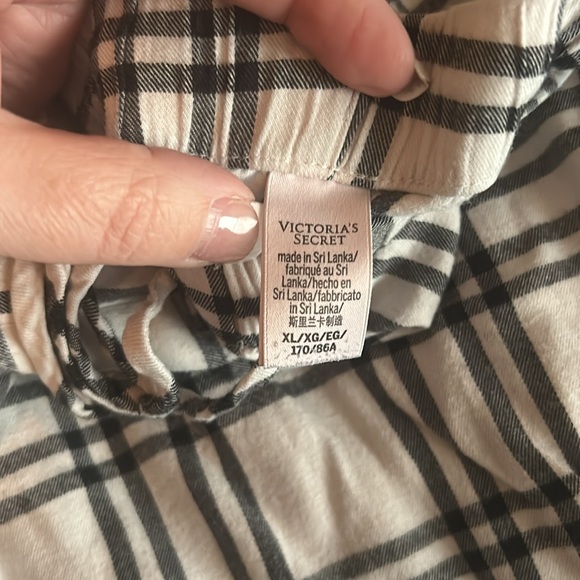 VICTORIA'S
SECRET
made in Sri Lanka/
fabriqué au Sri
Lanka/hecho en
Sri Lanka/fabbricato
in Sri Lanka/
斯里兰卡制造
XL/XG/EG/
170/86A